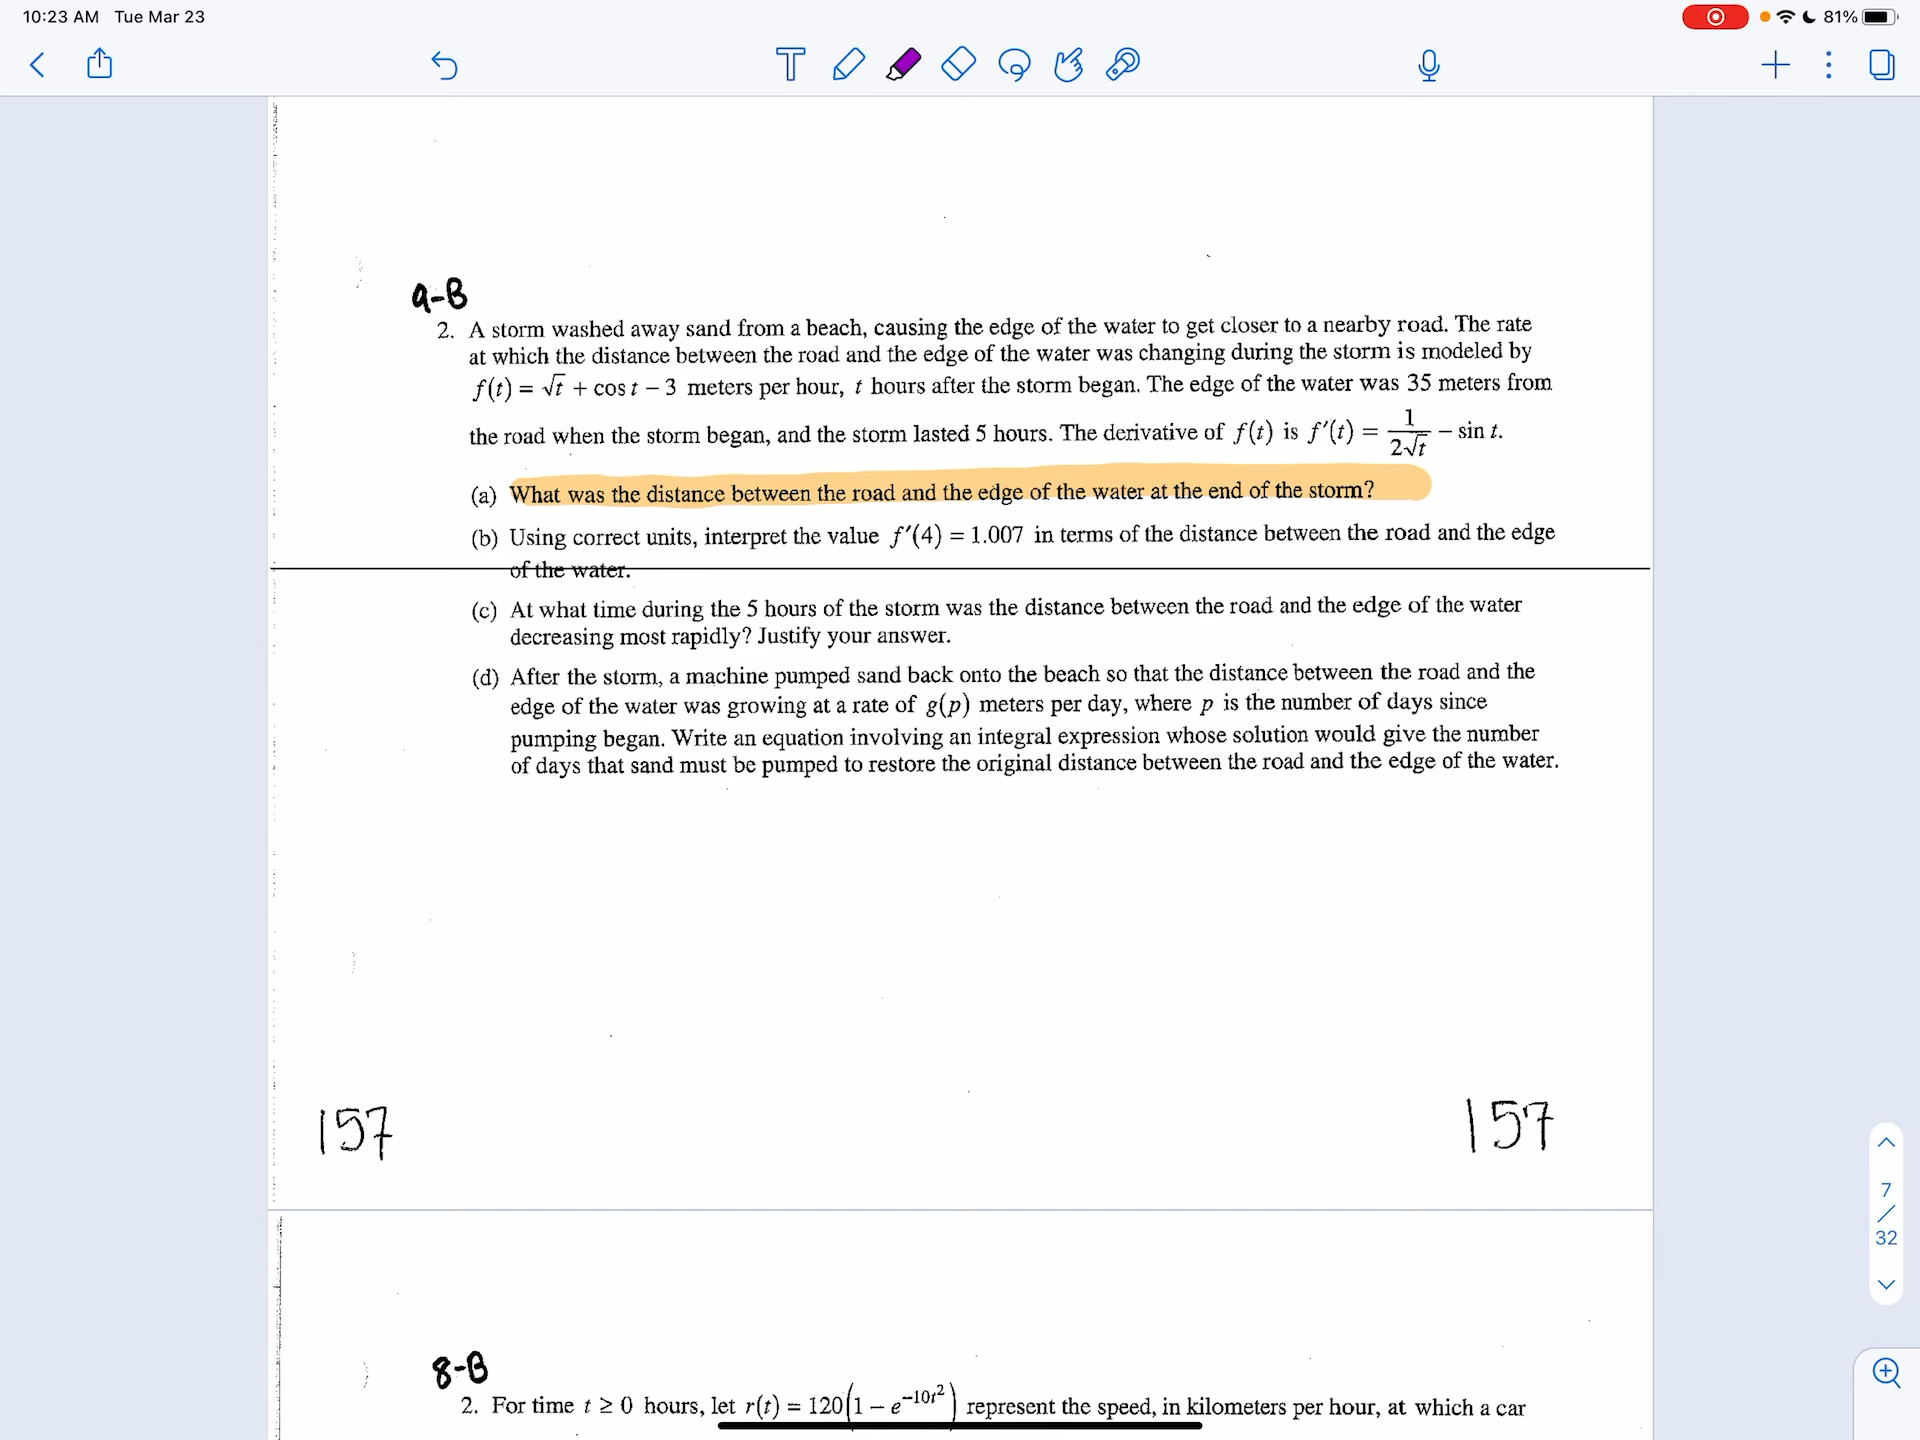 10:23 AM Tue Mar 23
81%
9-B
2. A storm washed away sand from a beach, causing the edge of the water to get closer to a nearby road. The rate
at which the distance between the road and the edge of the water was changing during the storm is modeled by
f(t) = √t + cos t − 3 meters per hour, t hours after the storm began. The edge of the water was 35 meters from
the road when the storm began, and the storm lasted 5 hours. The derivative of f(t) is f′(t) = 1/(2√t) − sin t.
(a) What was the distance between the road and the edge of the water at the end of the storm?
(b) Using correct units, interpret the value f′(4) = 1.007 in terms of the distance between the road and the edge
of the water.
(c) At what time during the 5 hours of the storm was the distance between the road and the edge of the water
decreasing most rapidly? Justify your answer.
(d) After the storm, a machine pumped sand back onto the beach so that the distance between the road and the
edge of the water was growing at a rate of g(p) meters per day, where p is the number of days since
pumping began. Write an equation involving an integral expression whose solution would give the number
of days that sand must be pumped to restore the original distance between the road and the edge of the water.
157 157
7
/
32
8-B
2. For time t ≥ 0 hours, let r(t) = 120(1 − e^−10t²) represent the speed, in kilometers per hour, at which a car